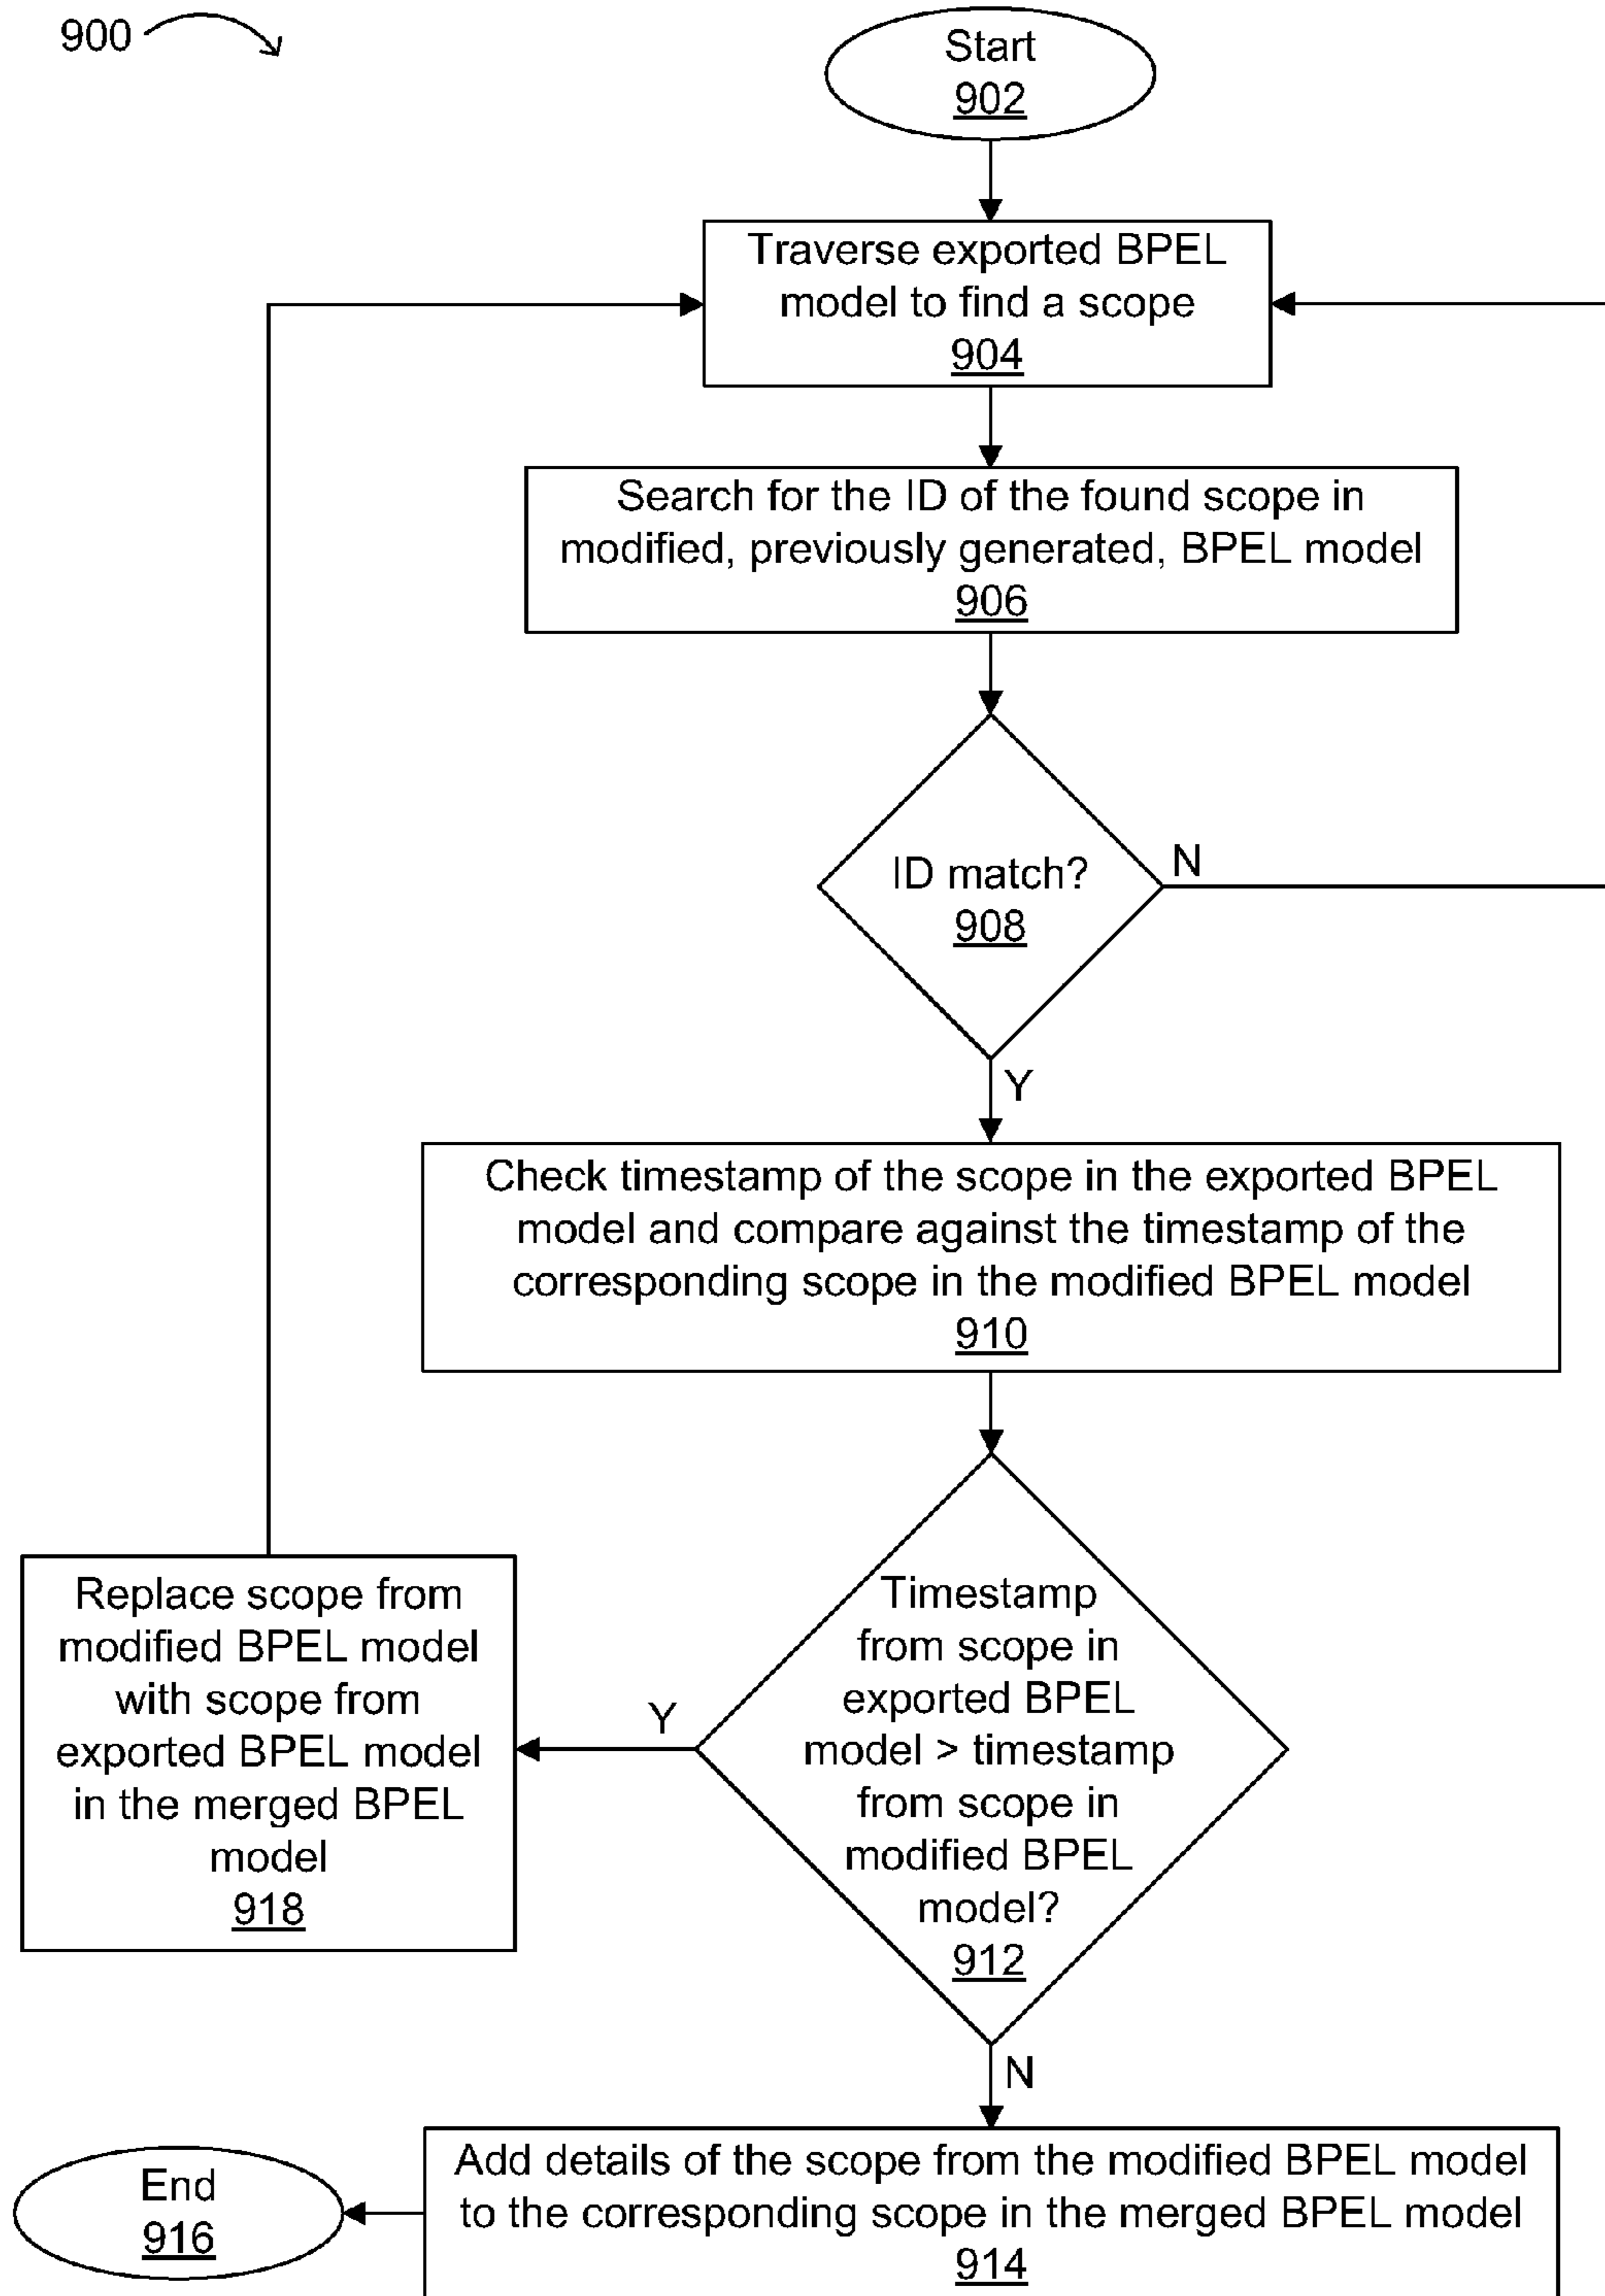 900
Start
902
Traverse exported BPEL
model to find a scope
904
Search for the ID of the found scope in
modified, previously generated, BPEL model
906
ID match?
908
N
Y
Check timestamp of the scope in the exported BPEL
model and compare against the timestamp of the
corresponding scope in the modified BPEL model
910
Timestamp
from scope in
exported BPEL
model > timestamp
from scope in
modified BPEL
model?
912
Y
Replace scope from
modified BPEL model
with scope from
exported BPEL model
in the merged BPEL
model
918
N
Add details of the scope from the modified BPEL model
to the corresponding scope in the merged BPEL model
914
End
916